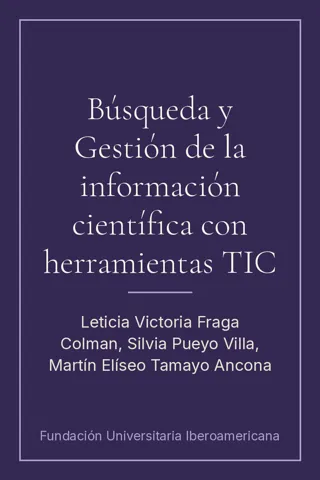 Búsqueda y
Gestión de la
información
científica con
herramientas TIC
Leticia Victoria Fraga
Colman, Silvia Pueyo Villa,
Martín Elíseo Tamayo Ancona
Fundación Universitaria Iberoamericana